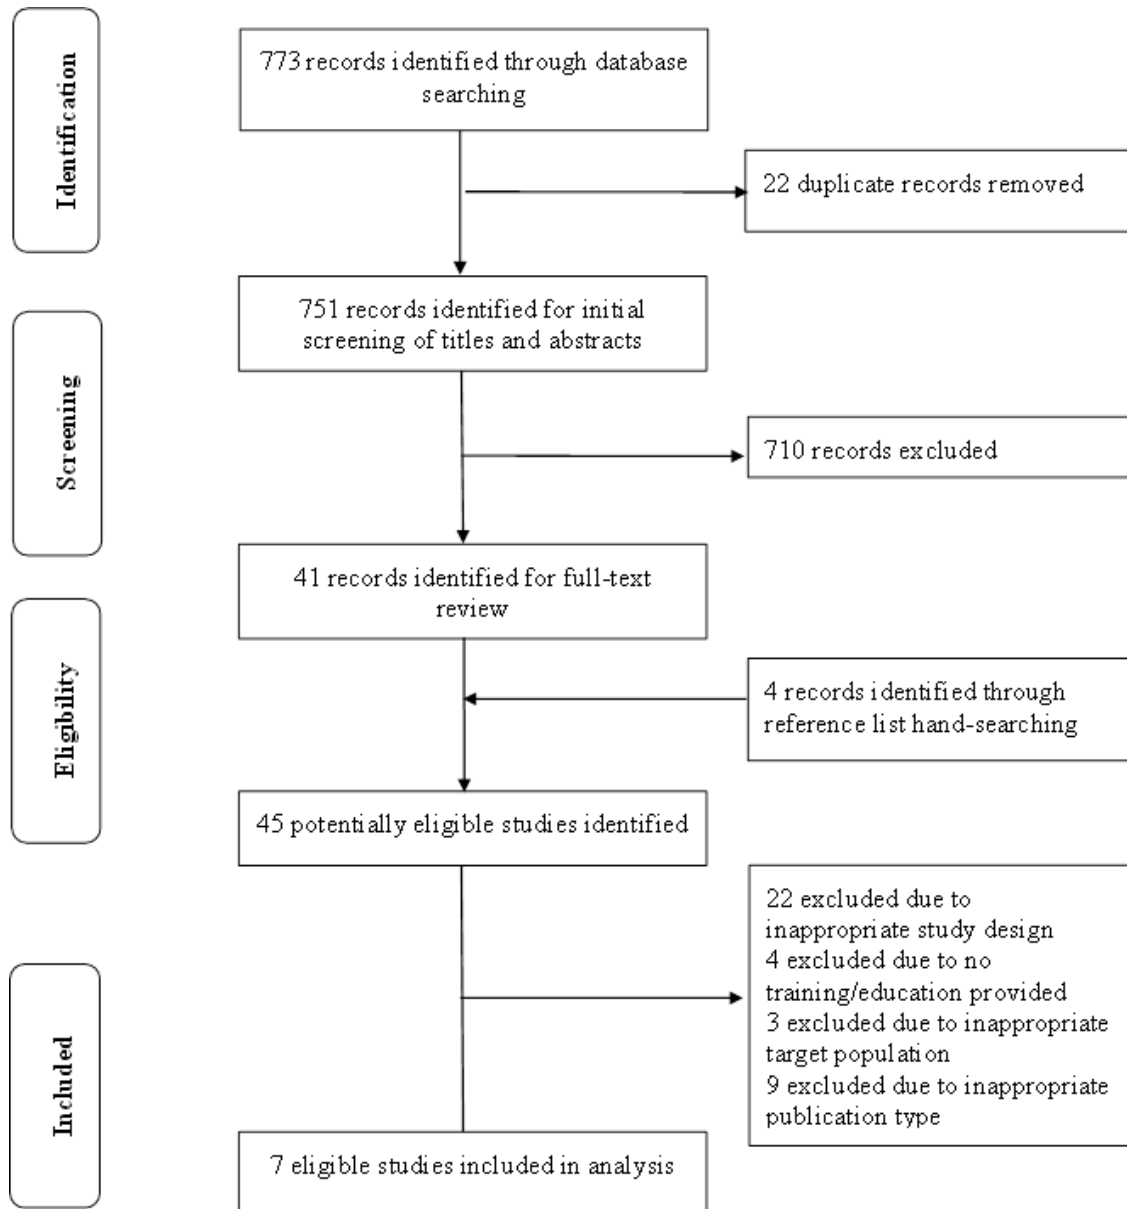 Identification
773 records identified through database
searching
22 duplicate records removed
Screening
751 records identified for initial
screening of titles and abstracts
710 records excluded
41 records identified for full-text
review
Eligibility
4 records identified through
reference list hand-searching
45 potentially eligible studies identified
Included
22 excluded due to
inappropriate study design
4 excluded due to no
training/education provided
3 excluded due to inappropriate
target population
9 excluded due to inappropriate
publication type
7 eligible studies included in analysis